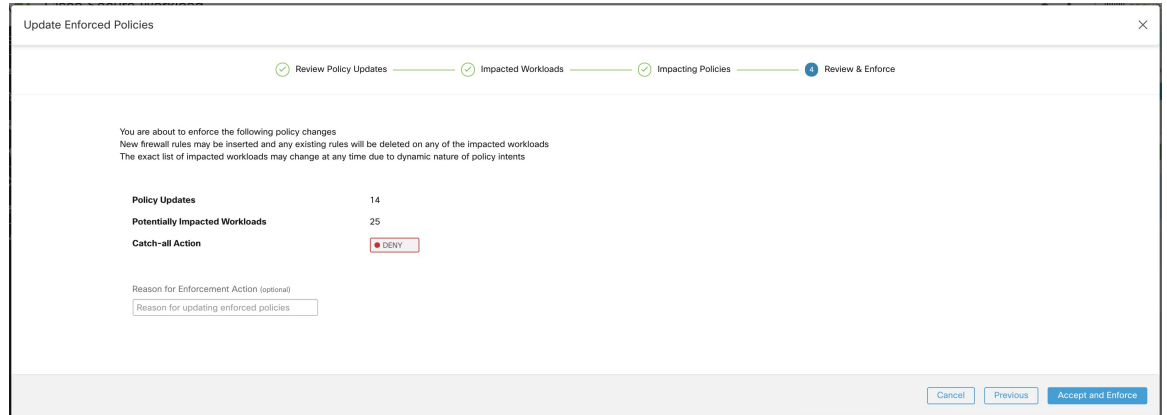 Update Enforced Policies
Review Policy Updates
Impacted Workloads
Impacting Policies
4 Review & Enforce
You are about to enforce the following policy changes
New firewall rules may be inserted and any existing rules will be deleted on any of the impacted workloads
The exact list of impacted workloads may change at any time due to dynamic nature of policy intents
Policy Updates 14
Potentially Impacted Workloads 25
Catch-all Action DENY
Reason for Enforcement Action (optional)
Reason for updating enforced policies
Cancel Previous Accept and Enforce